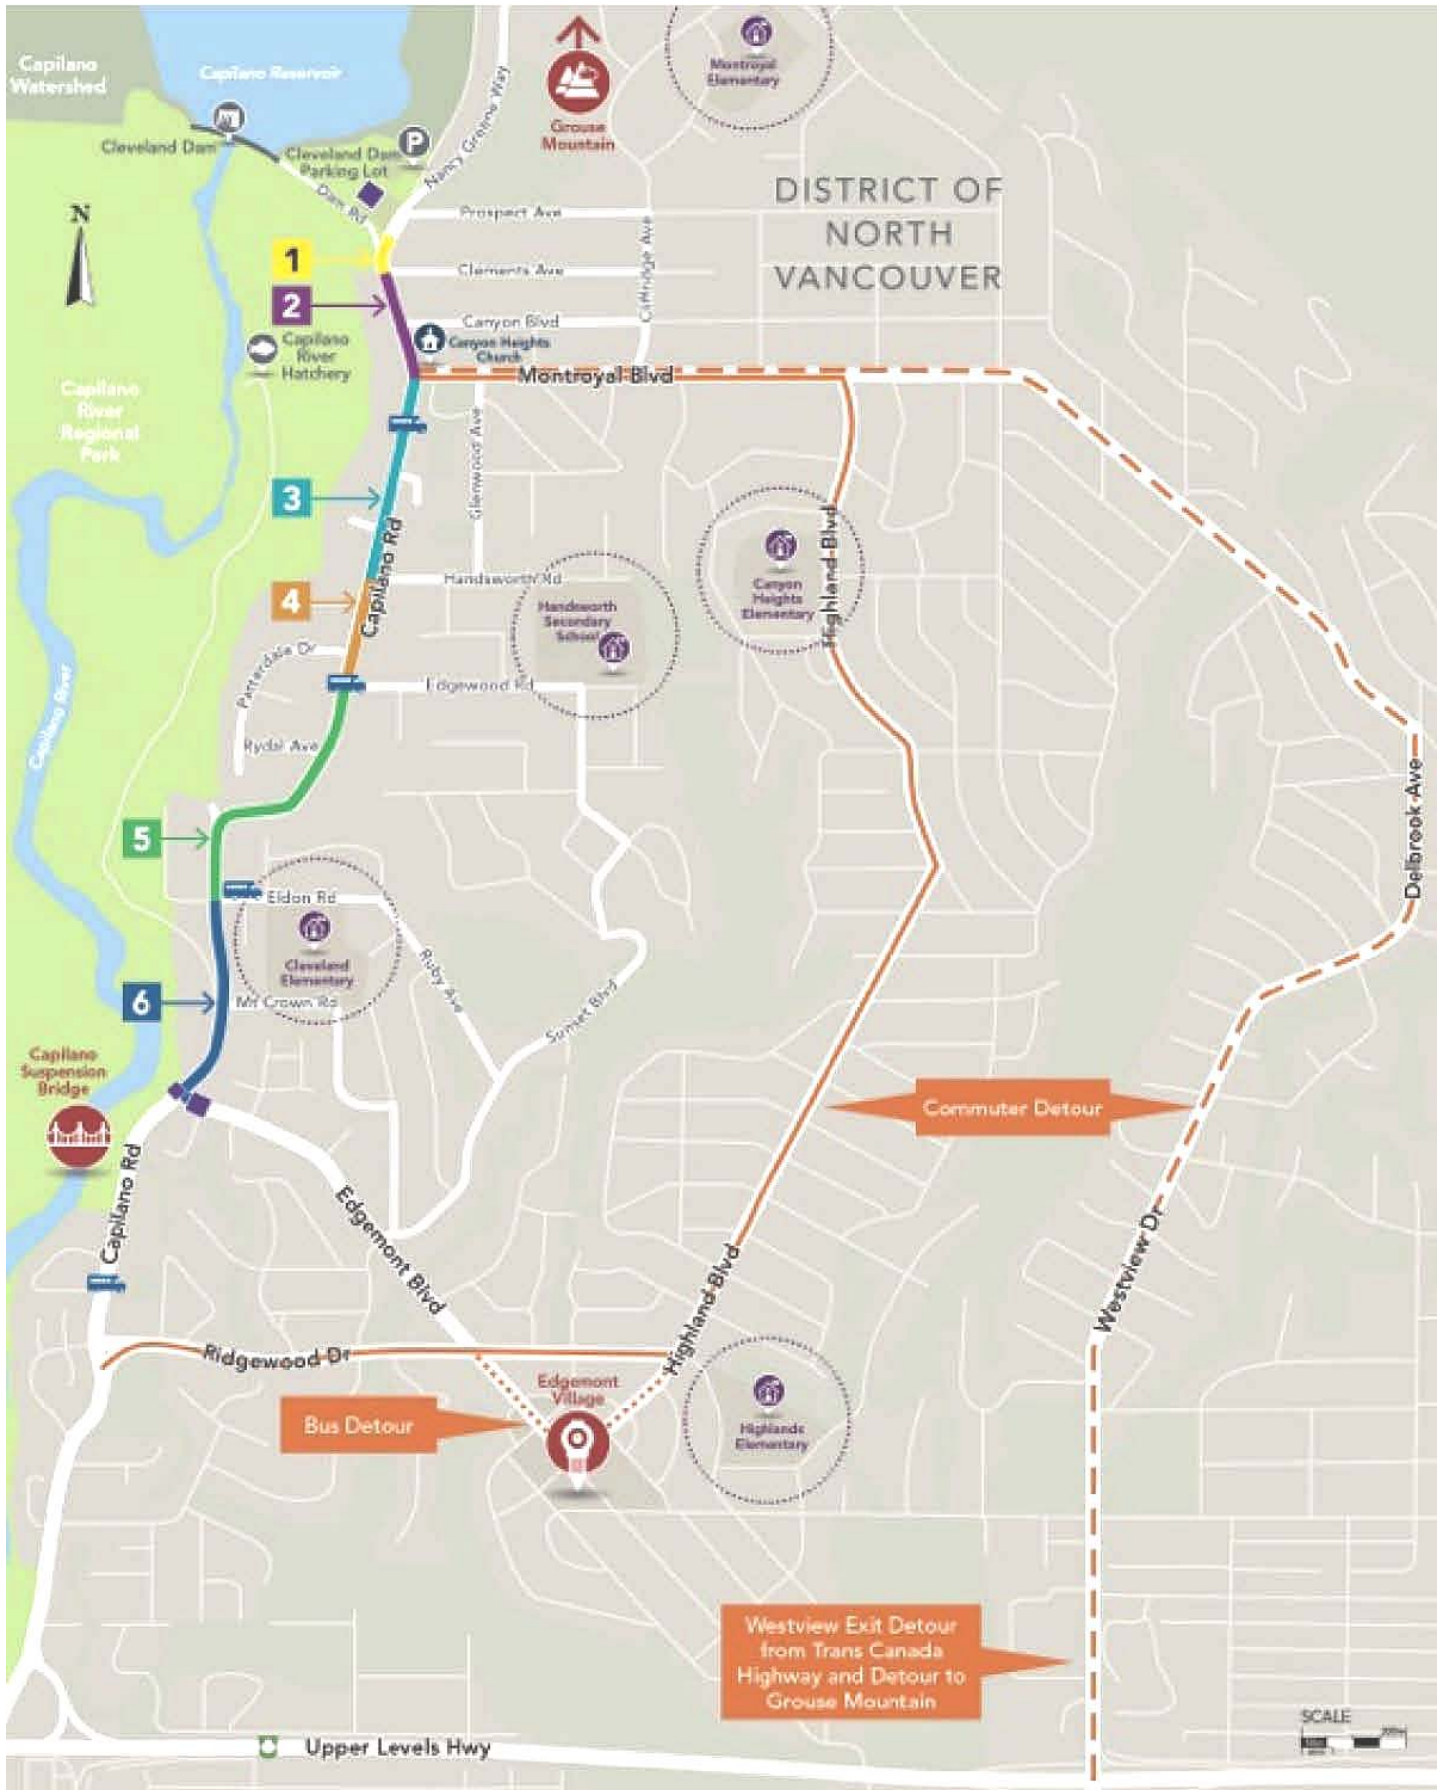 Capilano
Watershed
Capilano Reservoir
Nancy Greene Way
Montroyal
Elementary
Grouse
Mountain
Cleveland Dam
Cleveland Dam
Parking Lot
P
Dam Rd
N
DISTRICT OF
NORTH
VANCOUVER
Prospect Ave
Cliffridge Ave
1
Clements Ave
2
Canyon Blvd
Canyon Heights
Church
Capilano
River
Hatchery
Montroyal Blvd
Capilano
River
Regional
Park
Glenwood Ave
3
Capilano Rd
Highland Blvd
Canyon
Heights
Elementary
Handsworth Rd
4
Handsworth
Secondary
School
Patterdale Dr
Edgewood Rd
Capilano River
Rydal Ave
Delbrook Ave
5
Eldon Rd
Cleveland
Elementary
Ruby Ave
6
Mt Crown Rd
Sunset Blvd
Capilano
Suspension
Bridge
Commuter Detour
Capilano Rd
Edgemont Blvd
Westview Dr
Highland Blvd
Ridgewood Dr
Edgemont
Village
Bus Detour
Highlands
Elementary
Westview Exit Detour
from Trans Canada
Highway and Detour to
Grouse Mountain
SCALE
Upper Levels Hwy